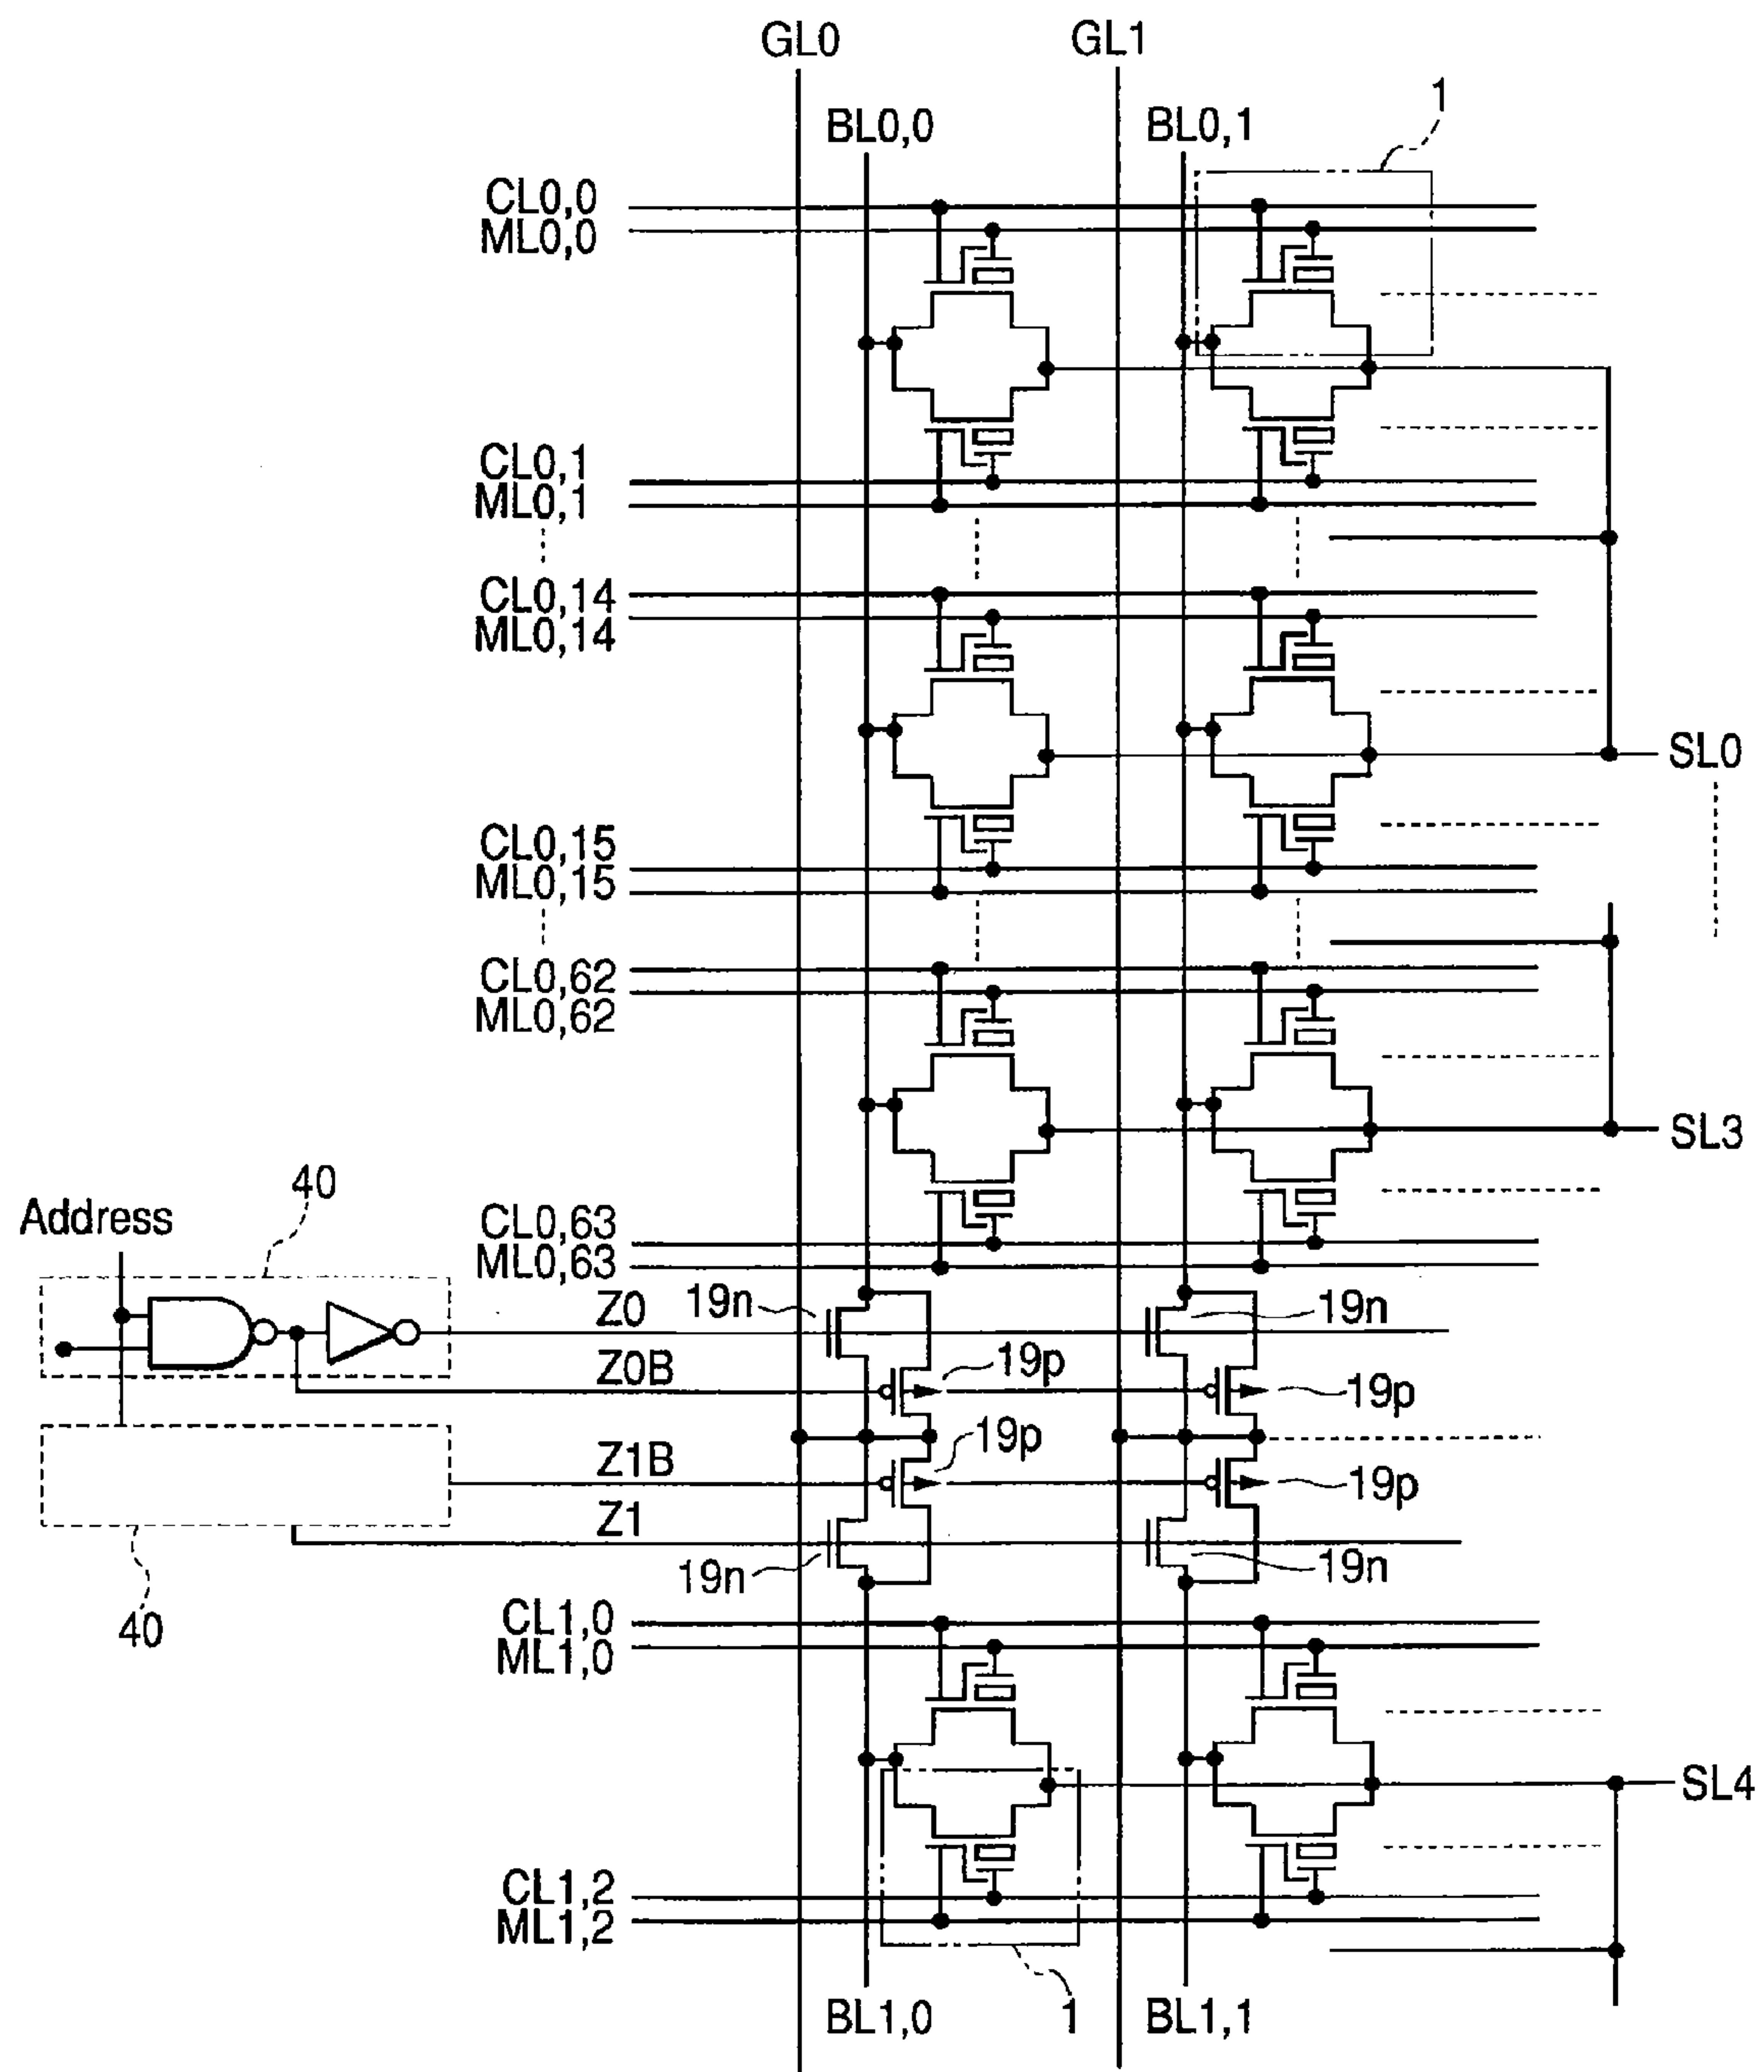 GL0 GL1
1
BL0,0 BL0,1
CL0,0
ML0,0
CL0,1
ML0,1
CL0,14
ML0,14
SL0
CL0,15
ML0,15
CL0,62
ML0,62
SL3
40
Address
CL0,63
ML0,63
19n Z0 19n
Z0B 19p 19p
19p
Z1B 19p
Z1
19n 19n
40
CL1,0
ML1,0
SL4
CL1,2
ML1,2
BL1,0 1 BL1,1